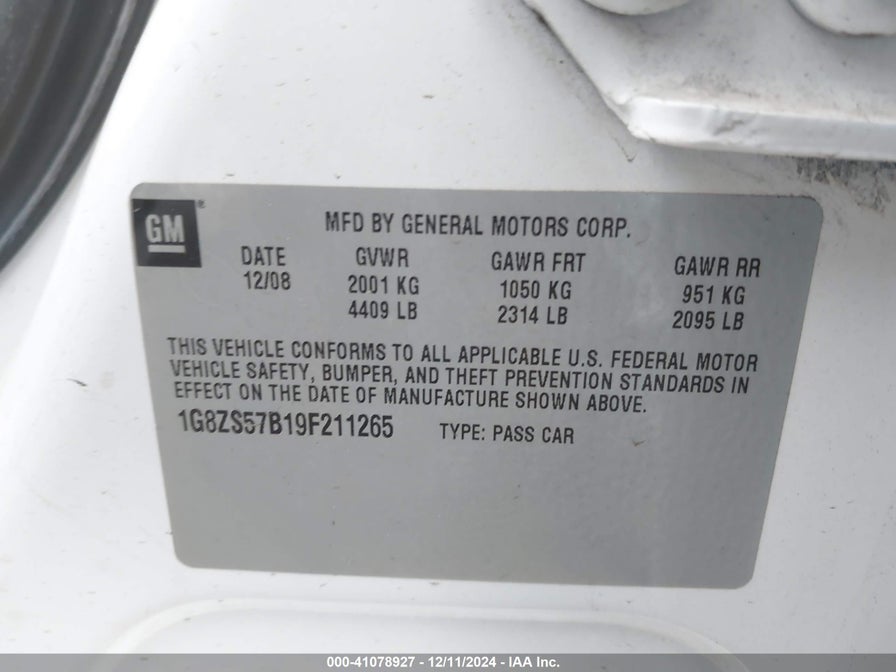 GM®
MFD BY GENERAL MOTORS CORP.
DATE GVWR GAWR FRT GAWR RR
12/08 2001 KG 1050 KG 951 KG
4409 LB 2314 LB 2095 LB
THIS VEHICLE CONFORMS TO ALL APPLICABLE U.S. FEDERAL MOTOR
VEHICLE SAFETY, BUMPER, AND THEFT PREVENTION STANDARDS IN
EFFECT ON THE DATE OF MANUFACTURE SHOWN ABOVE.
1G8ZS57B19F211265 TYPE: PASS CAR
000-41078927 - 12/11/2024 - IAA Inc.